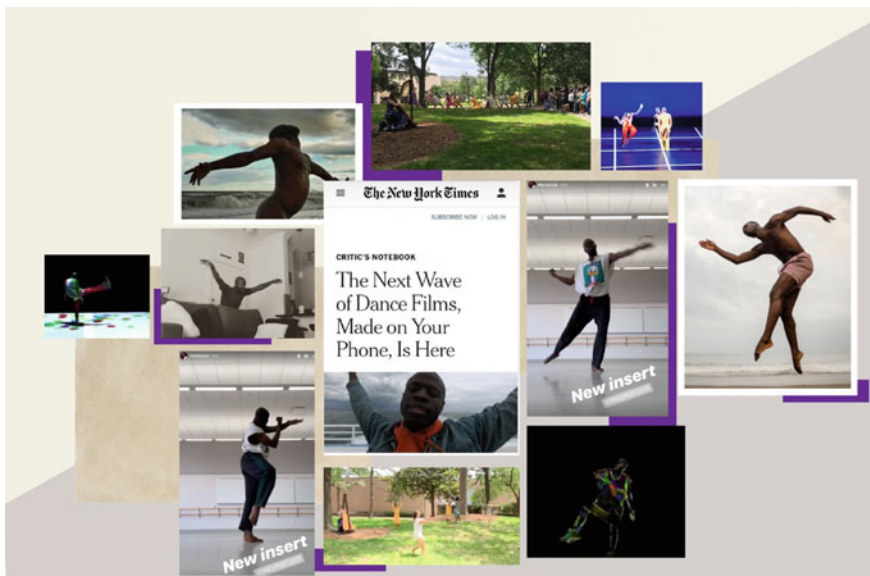 The New York Times
SUBSCRIBE NOW | LOG IN
CRITIC'S NOTEBOOK
The Next Wave
of Dance Films,
Made on Your
Phone, Is Here
New insert
New insert